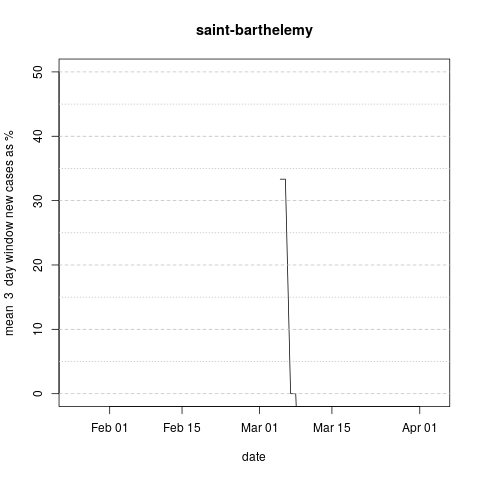 saint-barthelemy
mean 3 day window new cases as %
50
40
30
20
10
0
Feb 01
Feb 15
Mar 01
Mar 15
Apr 01
date